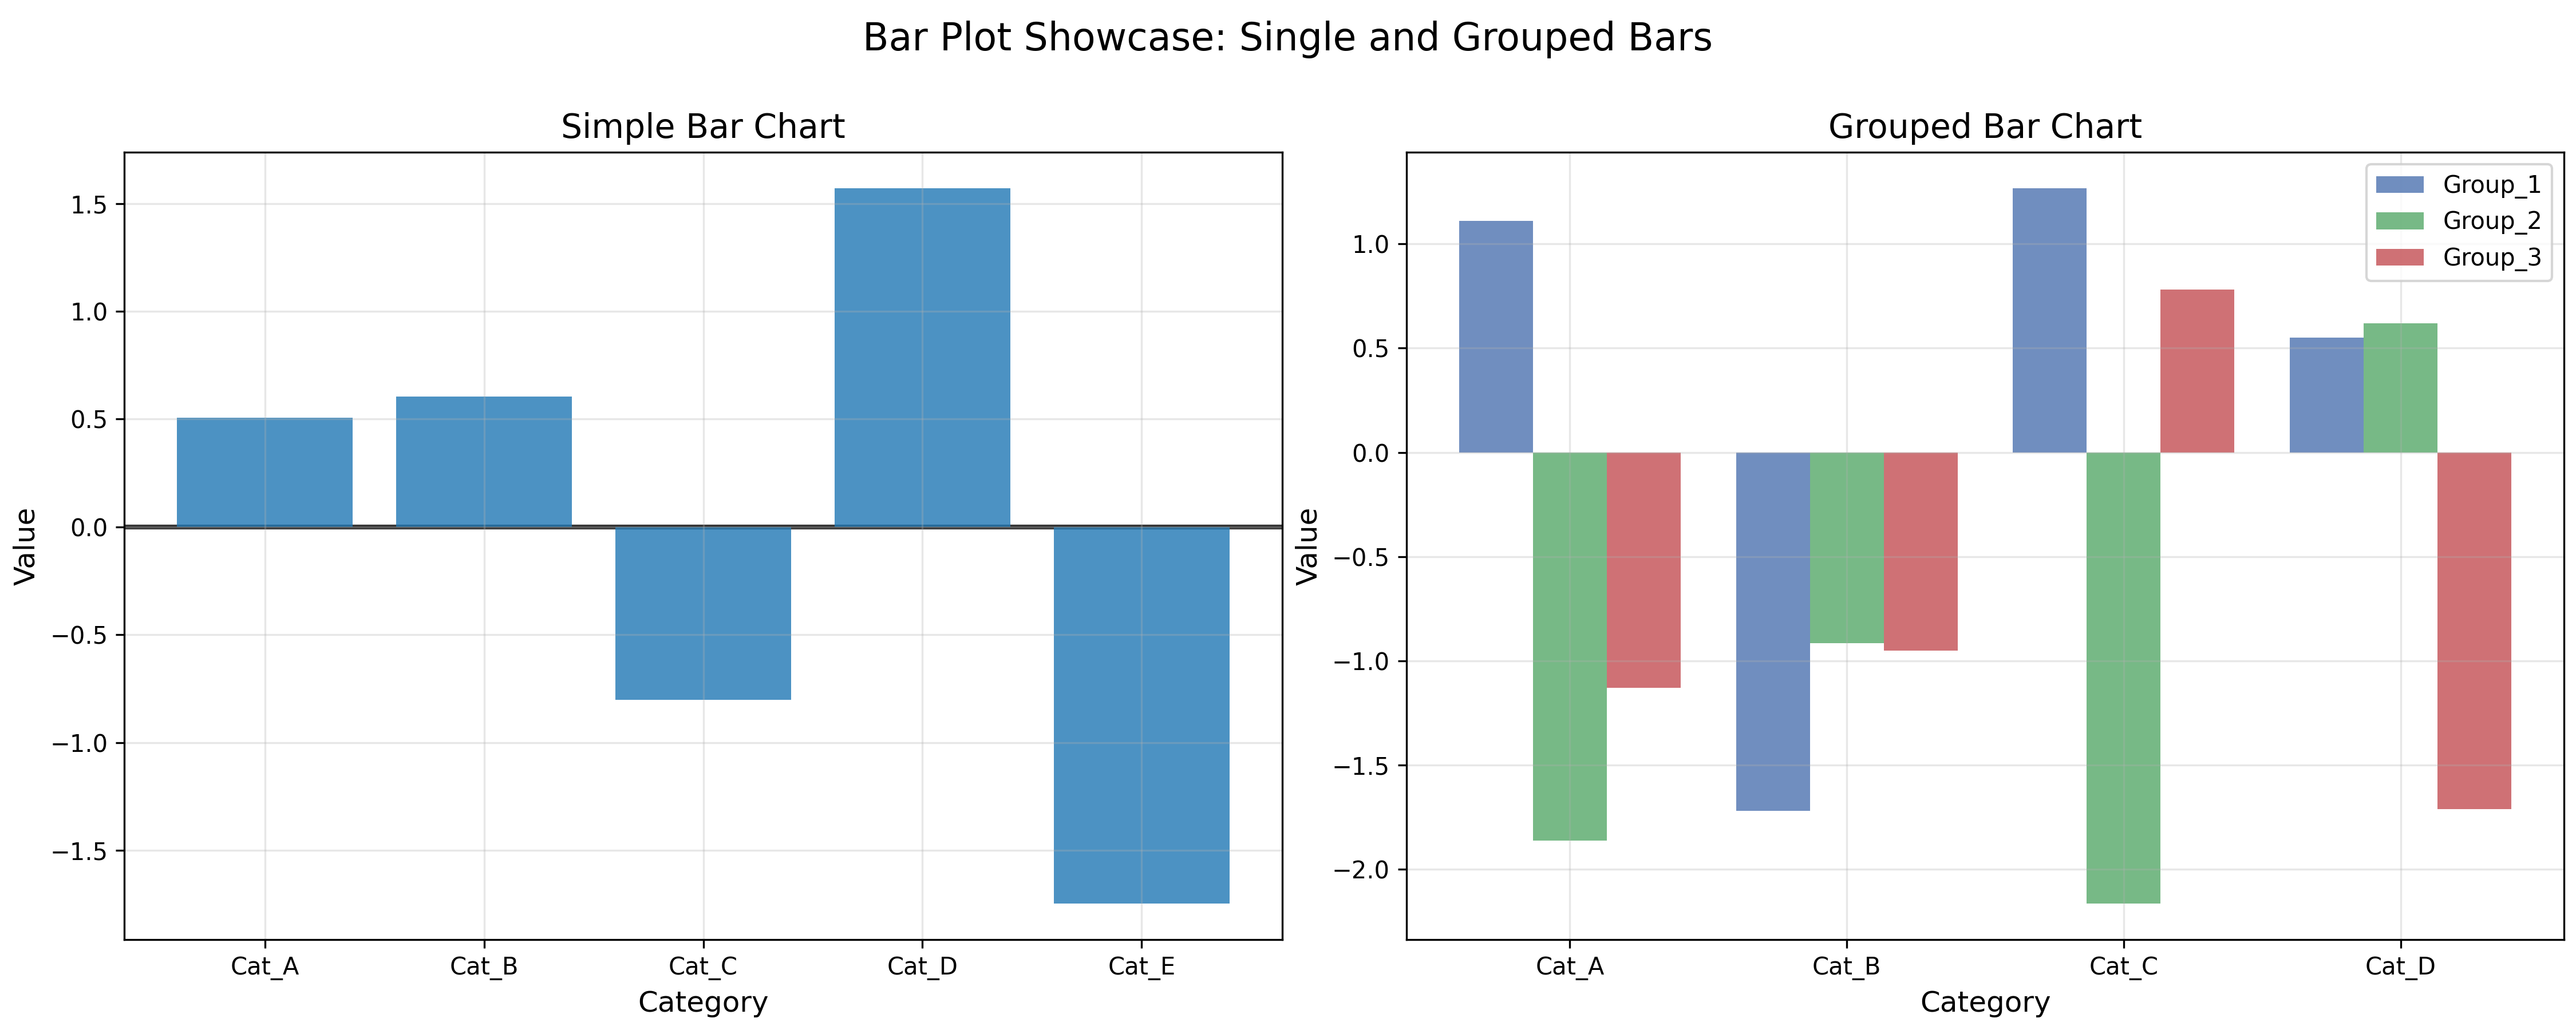 Bar Plot Showcase: Single and Grouped Bars
Simple Bar Chart
Value
1.5
1.0
0.5
0.0
−0.5
−1.0
−1.5
Cat_A Cat_B Cat_C Cat_D Cat_E
Category
Grouped Bar Chart
Group_1
Group_2
Group_3
Value
1.0
0.5
0.0
−0.5
−1.0
−1.5
−2.0
Cat_A Cat_B Cat_C Cat_D
Category